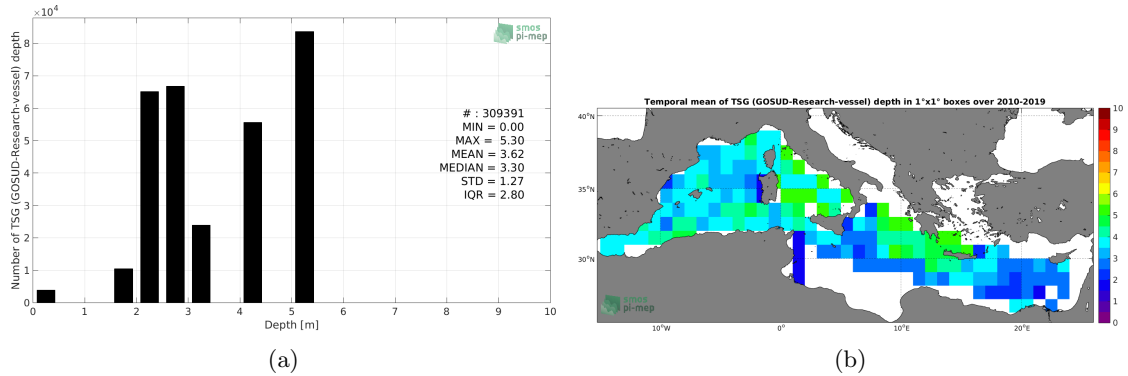 ×10⁴
9
8
7
6
5
4
3
2
1
0
Number of TSG (GOSUD-Research-vessel) depth
smos
pi-mep
# : 309391
MIN = 0.00
MAX = 5.30
MEAN = 3.62
MEDIAN = 3.30
STD = 1.27
IQR = 2.80
0 1 2 3 4 5 6 7 8 9 10
Depth [m]
(a)
Temporal mean of TSG (GOSUD-Research-vessel) depth in 1°x1° boxes over 2010-2019
40°N
35°N
30°N
smos
pi-mep
10°W 0° 10°E 20°E
10
9
8
7
6
5
4
3
2
1
0
(b)